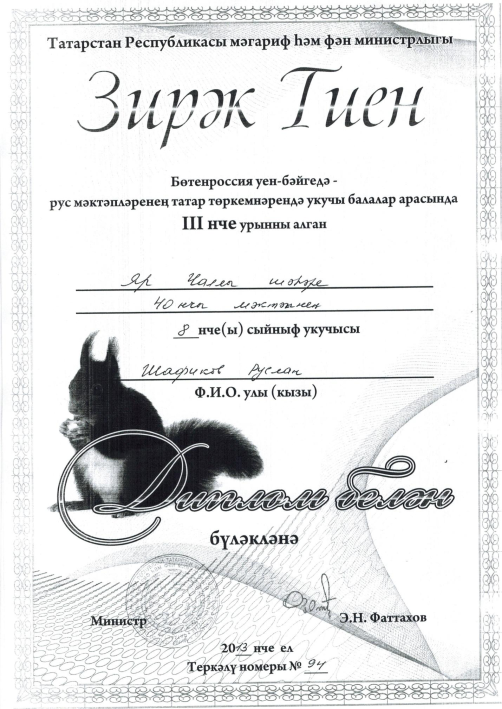 Татарстан Республикасы мәгариф һәм фән министрлыгы
Зирәк Тиен
Бөтенроссия уен-бәйгедә -
рус мәктәпләренең татар төркемнәрендә укучы балалар арасында
III нче урынны алган
Яр Чаллы шәһәре
40 нчы мәктәпнең
8 нче(ы) сыйныф укучысы
Шафиков Руслан
Ф.И.О. улы (кызы)
Диплом белән
бүләкләнә
Министр
Э.Н. Фаттахов
2013 нче ел
Теркәлү номеры № 94